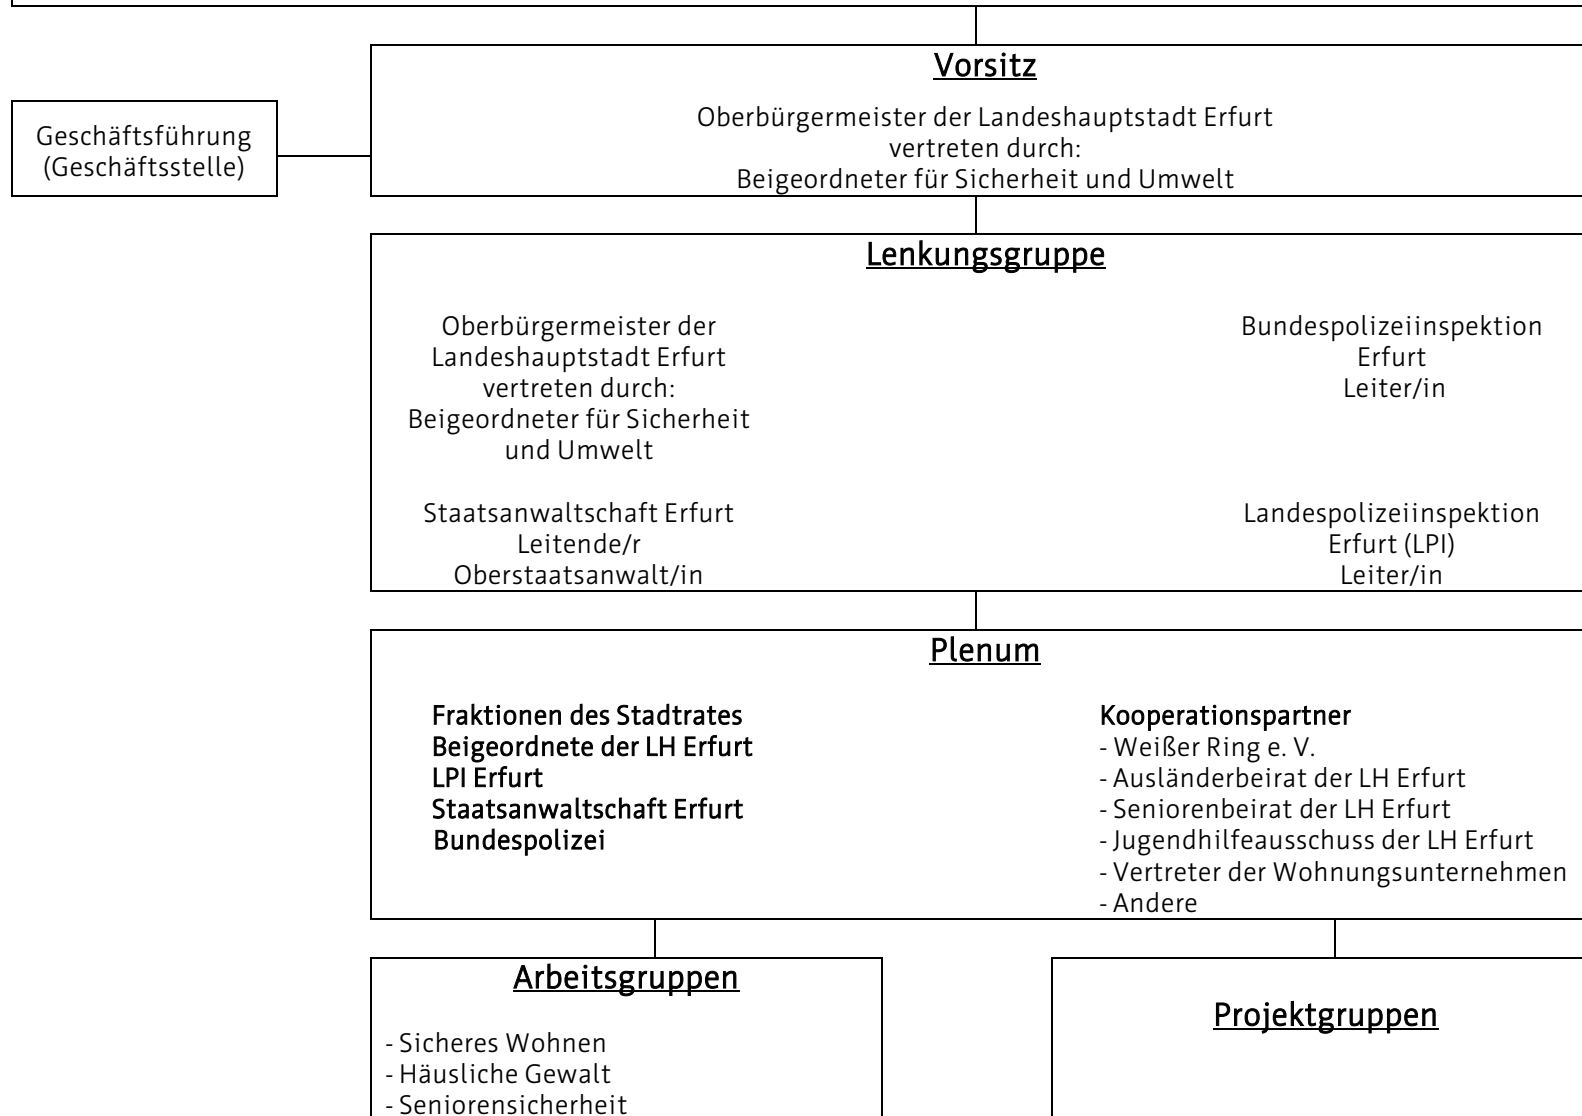 Vorsitz
Oberbürgermeister der Landeshauptstadt Erfurt
vertreten durch:
Beigeordneter für Sicherheit und Umwelt
Geschäftsführung
(Geschäftsstelle)
Lenkungsgruppe
Oberbürgermeister der
Landeshauptstadt Erfurt
vertreten durch:
Beigeordneter für Sicherheit
und Umwelt
Bundespolizeiinspektion
Erfurt
Leiter/in
Staatsanwaltschaft Erfurt
Leitende/r
Oberstaatsanwalt/in
Landespolizeiinspektion
Erfurt (LPI)
Leiter/in
Plenum
Fraktionen des Stadtrates
Beigeordnete der LH Erfurt
LPI Erfurt
Staatsanwaltschaft Erfurt
Bundespolizei
Kooperationspartner
- Weißer Ring e. V.
- Ausländerbeirat der LH Erfurt
- Seniorenbeirat der LH Erfurt
- Jugendhilfeausschuss der LH Erfurt
- Vertreter der Wohnungsunternehmen
- Andere
Arbeitsgruppen
- Sicheres Wohnen
- Häusliche Gewalt
- Seniorensicherheit
Projektgruppen